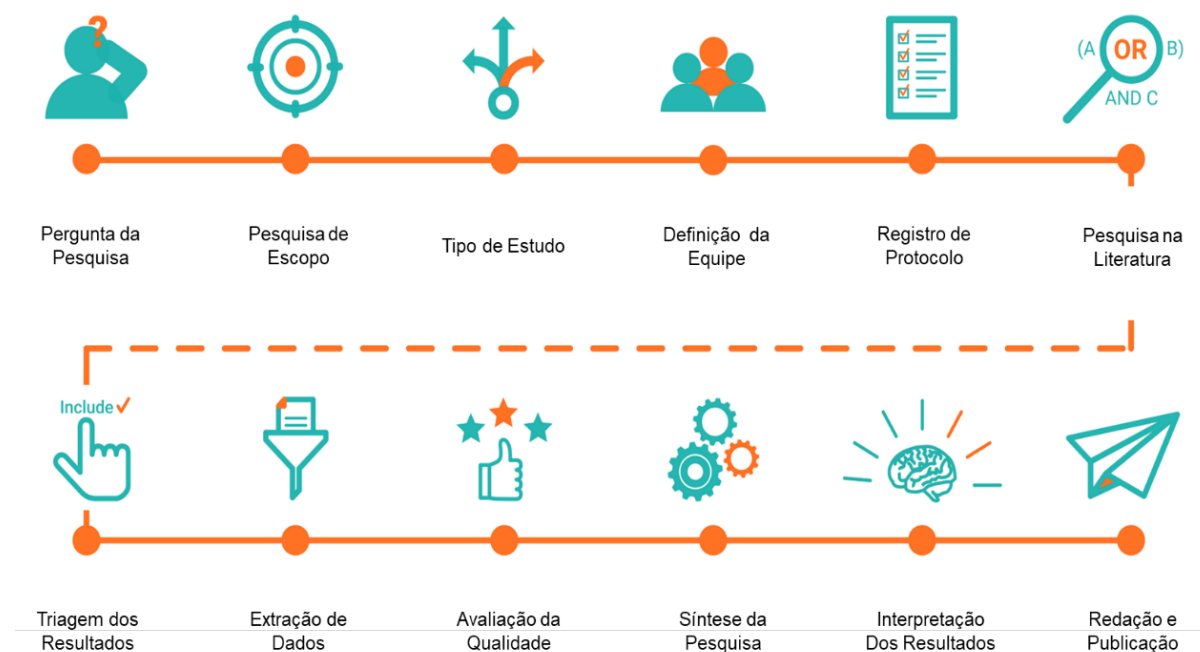 ?
(A OR B)
AND C
Pergunta da
Pesquisa
Pesquisa de
Escopo
Tipo de Estudo
Definição da
Equipe
Registro de
Protocolo
Pesquisa na
Literatura
Include
Triagem dos
Resultados
Extração de
Dados
Avaliação da
Qualidade
Síntese da
Pesquisa
Interpretação
Dos Resultados
Redação e
Publicação